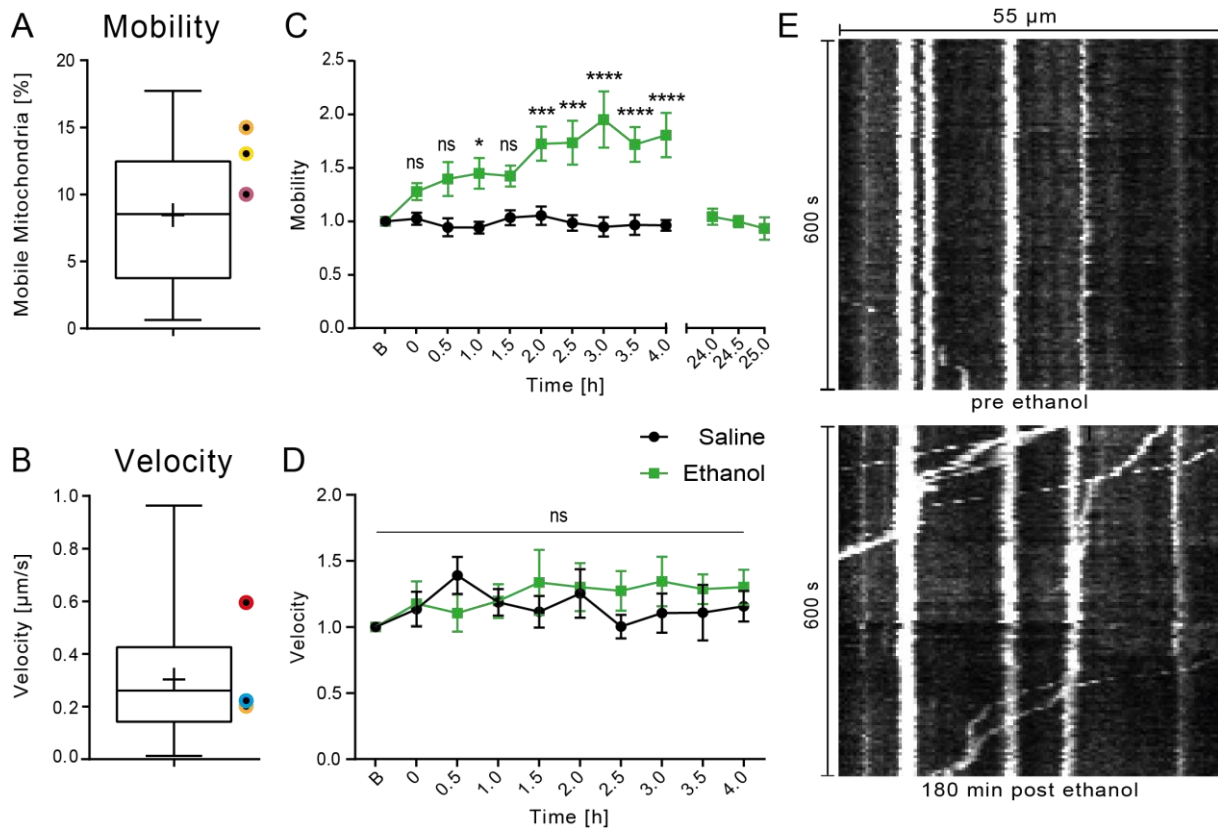 A Mobility
Mobile Mitochondria [%]
20
15
10
5
0
B Velocity
Velocity [µm/s]
1.0
0.8
0.6
0.4
0.2
0.0
C
Mobility
2.5
2.0
1.5
1.0
0.5
0.0
ns
ns
*
ns
***
***
****
****
****
B 0 0.5 1.0 1.5 2.0 2.5 3.0 3.5 4.0 24.0 24.5 25.0
Time [h]
Saline
Ethanol
D
Velocity
2.0
1.5
1.0
0.5
0.0
ns
B 0 0.5 1.0 1.5 2.0 2.5 3.0 3.5 4.0
Time [h]
E
55 µm
600 s
pre ethanol
600 s
180 min post ethanol